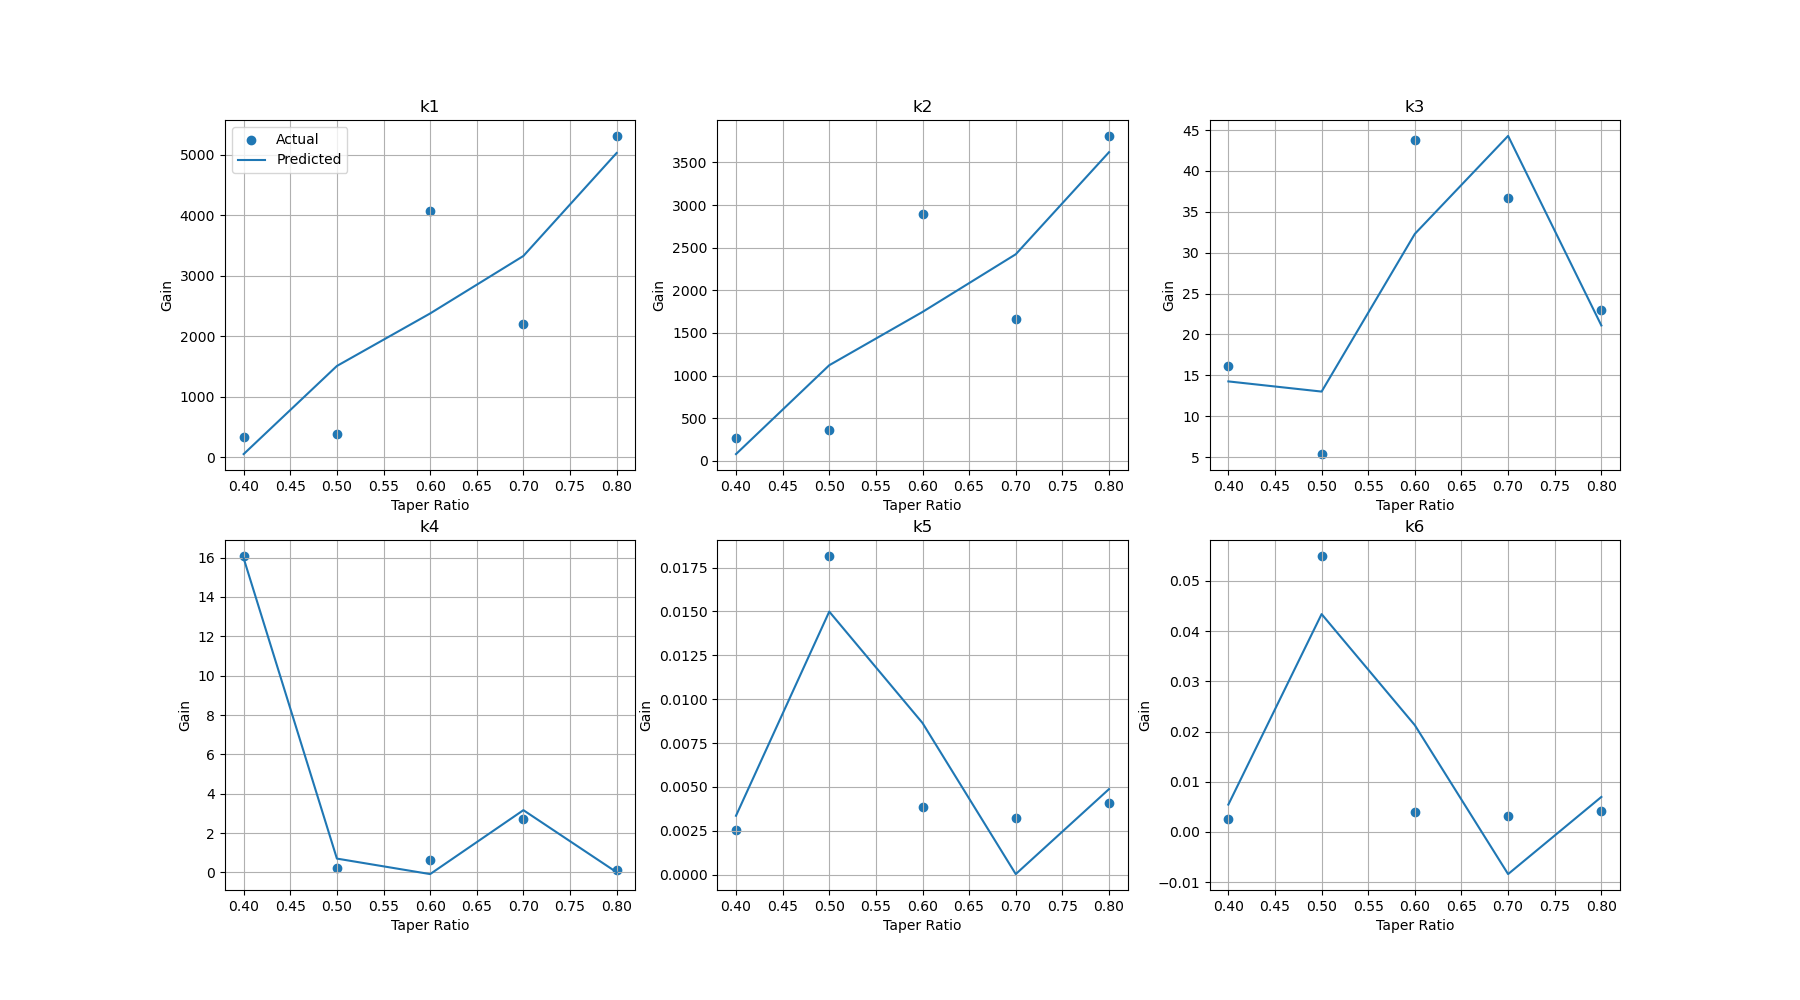 k1
Actual
Predicted
5000
4000
3000
2000
1000
0
Gain
0.40 0.45 0.50 0.55 0.60 0.65 0.70 0.75 0.80
Taper Ratio
k2
3500
3000
2500
2000
1500
1000
500
0
Gain
0.40 0.45 0.50 0.55 0.60 0.65 0.70 0.75 0.80
Taper Ratio
k3
45
40
35
30
25
20
15
10
5
Gain
0.40 0.45 0.50 0.55 0.60 0.65 0.70 0.75 0.80
Taper Ratio
k4
16
14
12
10
8
6
4
2
0
Gain
0.40 0.45 0.50 0.55 0.60 0.65 0.70 0.75 0.80
Taper Ratio
k5
0.0175
0.0150
0.0125
0.0100
0.0075
0.0050
0.0025
0.0000
Gain
0.40 0.45 0.50 0.55 0.60 0.65 0.70 0.75 0.80
Taper Ratio
k6
0.05
0.04
0.03
0.02
0.01
0.00
−0.01
Gain
0.40 0.45 0.50 0.55 0.60 0.65 0.70 0.75 0.80
Taper Ratio